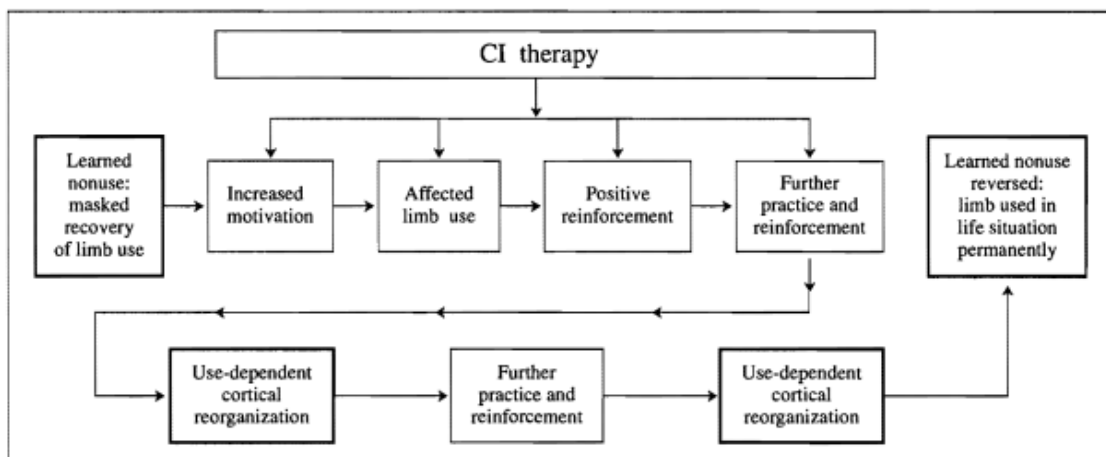 CI therapy
Learned
nonuse:
masked
recovery
of limb use
Increased
motivation
Affected
limb use
Positive
reinforcement
Further
practice and
reinforcement
Learned nonuse
reversed:
limb used in
life situation
permanently
Use-dependent
cortical
reorganization
Further
practice and
reinforcement
Use-dependent
cortical
reorganization